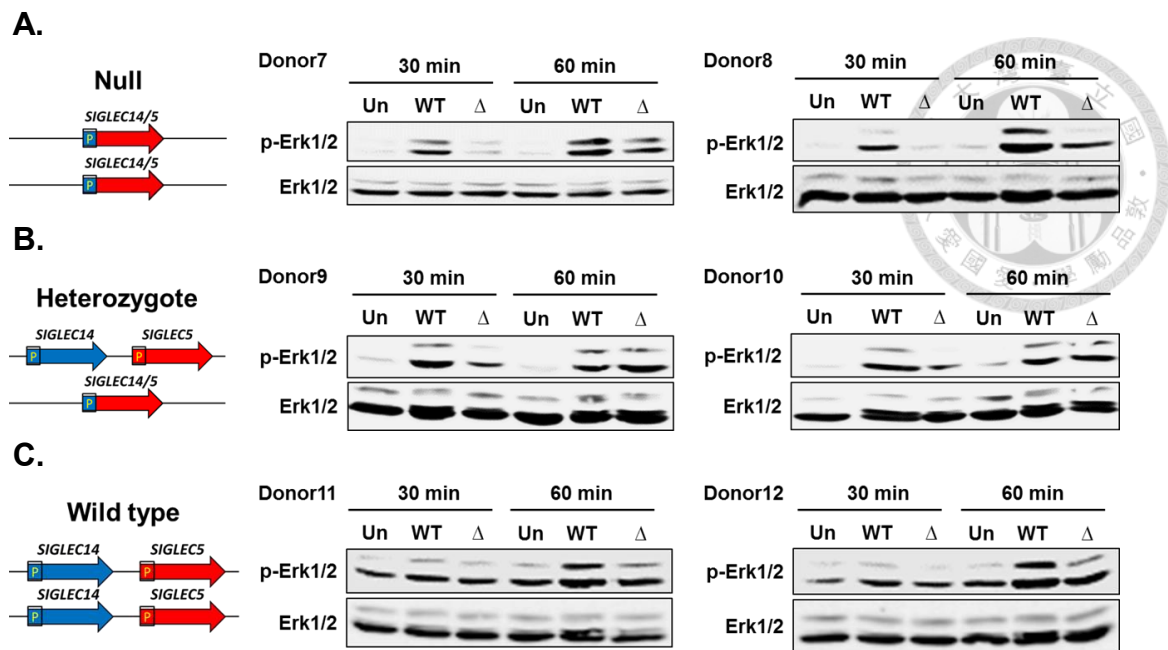 A.
Null
SIGLEC14/5
P
SIGLEC14/5
P
Donor7
30 min 60 min
Un WT Δ Un WT Δ
p-Erk1/2
Erk1/2
Donor8
30 min 60 min
Un WT Δ Un WT Δ
p-Erk1/2
Erk1/2
B.
Heterozygote
SIGLEC14 SIGLEC5
P P
SIGLEC14/5
P
Donor9
30 min 60 min
Un WT Δ Un WT Δ
p-Erk1/2
Erk1/2
Donor10
30 min 60 min
Un WT Δ Un WT Δ
p-Erk1/2
Erk1/2
C.
Wild type
SIGLEC14 SIGLEC5
P P
SIGLEC14 SIGLEC5
P P
Donor11
30 min 60 min
Un WT Δ Un WT Δ
p-Erk1/2
Erk1/2
Donor12
30 min 60 min
Un WT Δ Un WT Δ
p-Erk1/2
Erk1/2